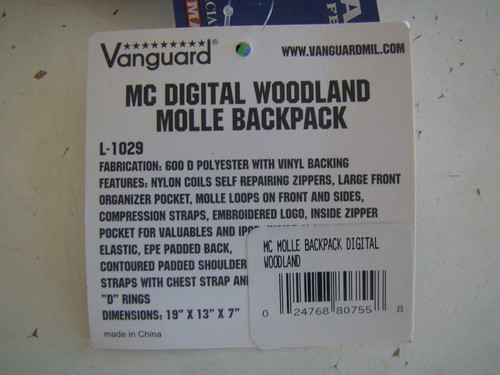 Vanguard®
WWW.VANGUARDMIL.COM
MC DIGITAL WOODLAND
MOLLE BACKPACK
L-1029
FABRICATION: 600 D POLYESTER WITH VINYL BACKING
FEATURES: NYLON COILS SELF REPAIRING ZIPPERS, LARGE FRONT
ORGANIZER POCKET, MOLLE LOOPS ON FRONT AND SIDES,
COMPRESSION STRAPS, EMBROIDERED LOGO, INSIDE ZIPPER
POCKET FOR VALUABLES AND
ELASTIC, EPE PADDED BACK,
CONTOURED PADDED SHOULDER
STRAPS WITH CHEST STRAP
"D" RINGS
DIMENSIONS: 19" X 13" X 7"
made in China
MC MOLLE BACKPACK DIGITAL
WOODLAND
0 24768 80755 8